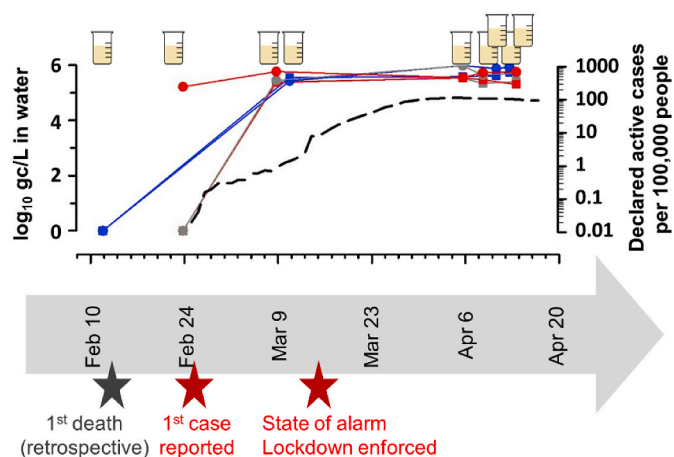 6
4
2
0
log10 gc/L in water
1000
100
10
1
0.1
0.01
Declared active cases
per 100,000 people
Feb 10
Feb 24
Mar 9
Mar 23
Apr 6
Apr 20
1st death
(retrospective)
1st case
reported
State of alarm
Lockdown enforced